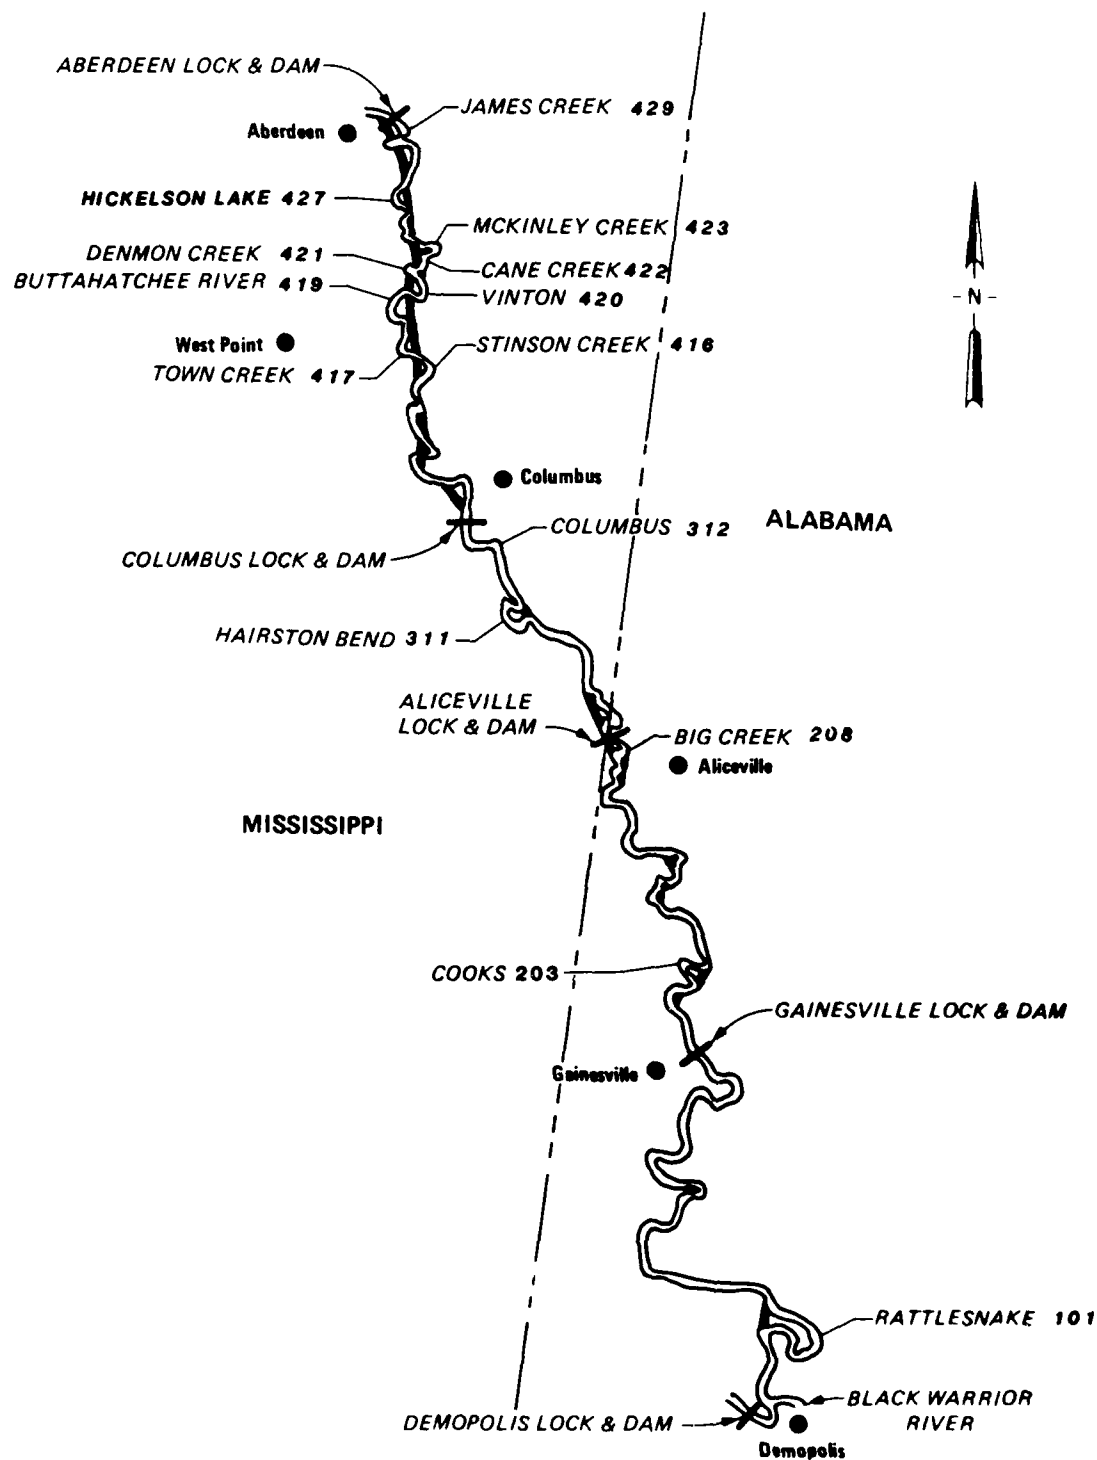 ABERDEEN LOCK & DAM
JAMES CREEK 429
Aberdeen
HICKELSON LAKE 427
MCKINLEY CREEK 423
DENMON CREEK 421
CANE CREEK 422
BUTTAHATCHEE RIVER 419
VINTON 420
- N -
West Point
STINSON CREEK 416
TOWN CREEK 417
Columbus
ALABAMA
COLUMBUS 312
COLUMBUS LOCK & DAM
HAIRSTON BEND 311
ALICEVILLE
LOCK & DAM
BIG CREEK 208
Aliceville
MISSISSIPPI
COOKS 203
GAINESVILLE LOCK & DAM
Gainesville
RATTLESNAKE 101
BLACK WARRIOR
RIVER
DEMOPOLIS LOCK & DAM
Demopolis